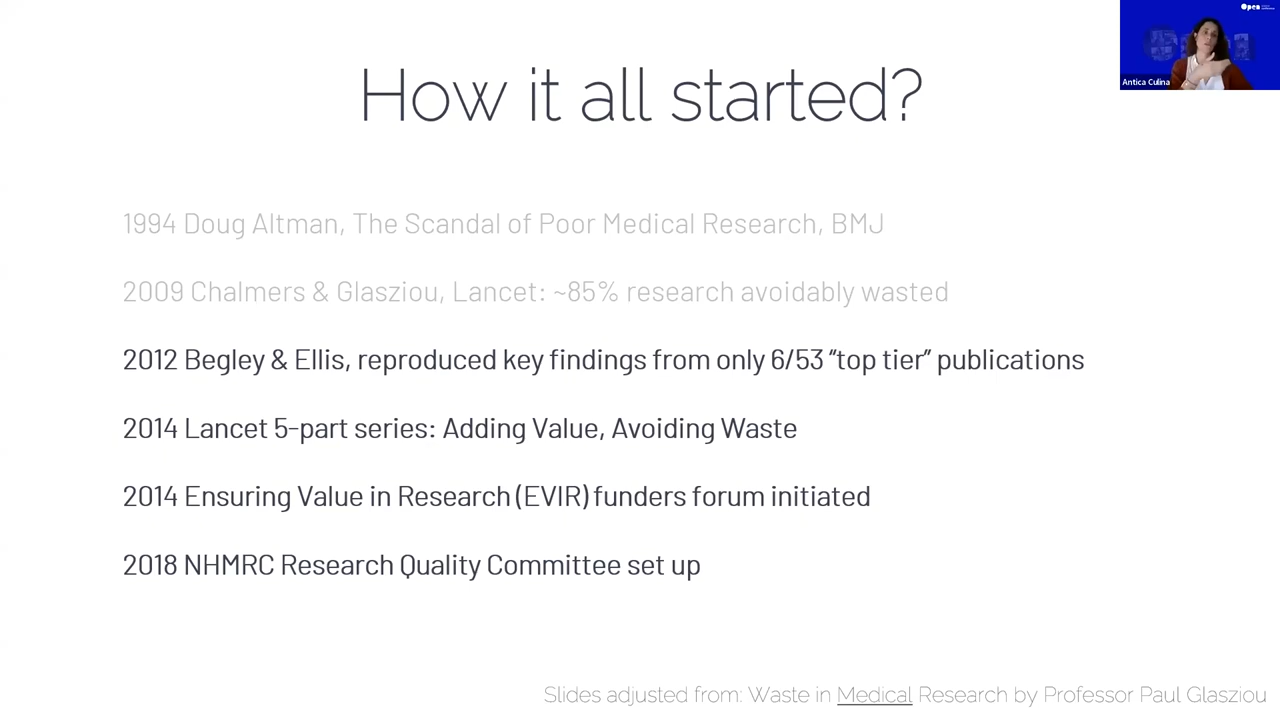 Open
Antica Culina
How it all started?
1994 Doug Altman, The Scandal of Poor Medical Research, BMJ
2009 Chalmers & Glasziou, Lancet: ~85% research avoidably wasted
2012 Begley & Ellis, reproduced key findings from only 6/53 “top tier” publications
2014 Lancet 5-part series: Adding Value, Avoiding Waste
2014 Ensuring Value in Research (EVIR) funders forum initiated
2018 NHMRC Research Quality Committee set up
Slides adjusted from: Waste in Medical Research by Professor Paul Glasziou